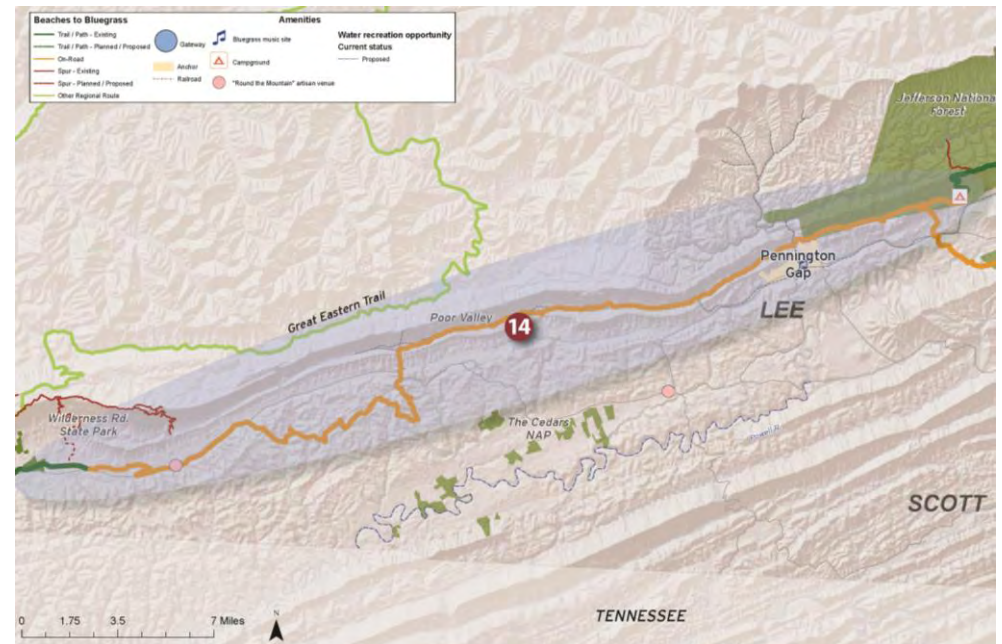 Beaches to Bluegrass
Trail / Path - Existing
Trail / Path - Planned / Proposed
On-Road
Spur - Existing
Spur - Planned / Proposed
Other Regional Route
Gateway
Anchor
Railroad
Amenities
Bluegrass music site
Campground
"Round the Mountain" artisan venue
Water recreation opportunity
Current status
Proposed
Jefferson National
Forest
Pennington
Gap
LEE
Great Eastern Trail
Poor Valley
14
Wilderness Rd.
State Park
The Cedars
NAP
Powell R.
SCOTT
TENNESSEE
0 1.75 3.5 7 Miles
N